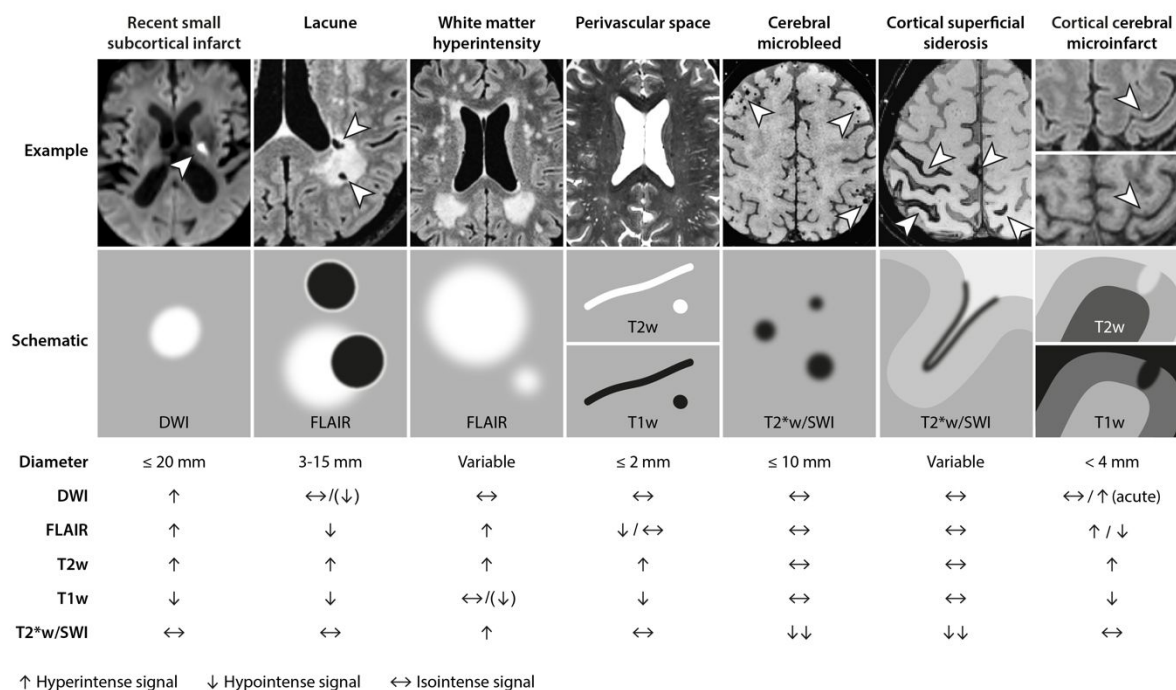 Recent small subcortical infarct
Lacune
White matter hyperintensity
Perivascular space
Cerebral microbleed
Cortical superficial siderosis
Cortical cerebral microinfarct
Example
Schematic
DWI
FLAIR
FLAIR
T2w
T1w
T2*w/SWI
T2*w/SWI
T2w
T1w
Diameter ≤ 20 mm 3-15 mm Variable ≤ 2 mm ≤ 10 mm Variable < 4 mm
DWI ↑ ↔/(↓) ↔ ↔ ↔ ↔ ↔ / ↑ (acute)
FLAIR ↑ ↓ ↑ ↓ / ↔ ↔ ↔ ↑ / ↓
T2w ↑ ↑ ↑ ↑ ↔ ↔ ↑
T1w ↓ ↓ ↔/(↓) ↓ ↔ ↔ ↓
T2*w/SWI ↔ ↔ ↑ ↔ ↓↓ ↓↓ ↔
↑ Hyperintense signal ↓ Hypointense signal ↔ Isointense signal